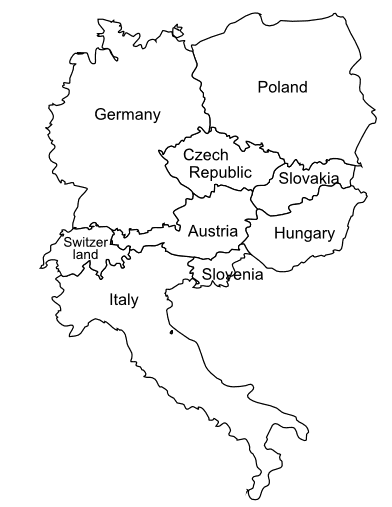 Poland
Germany
Czech
Republic
Slovakia
Austria
Hungary
Switzer
land
Slovenia
Italy